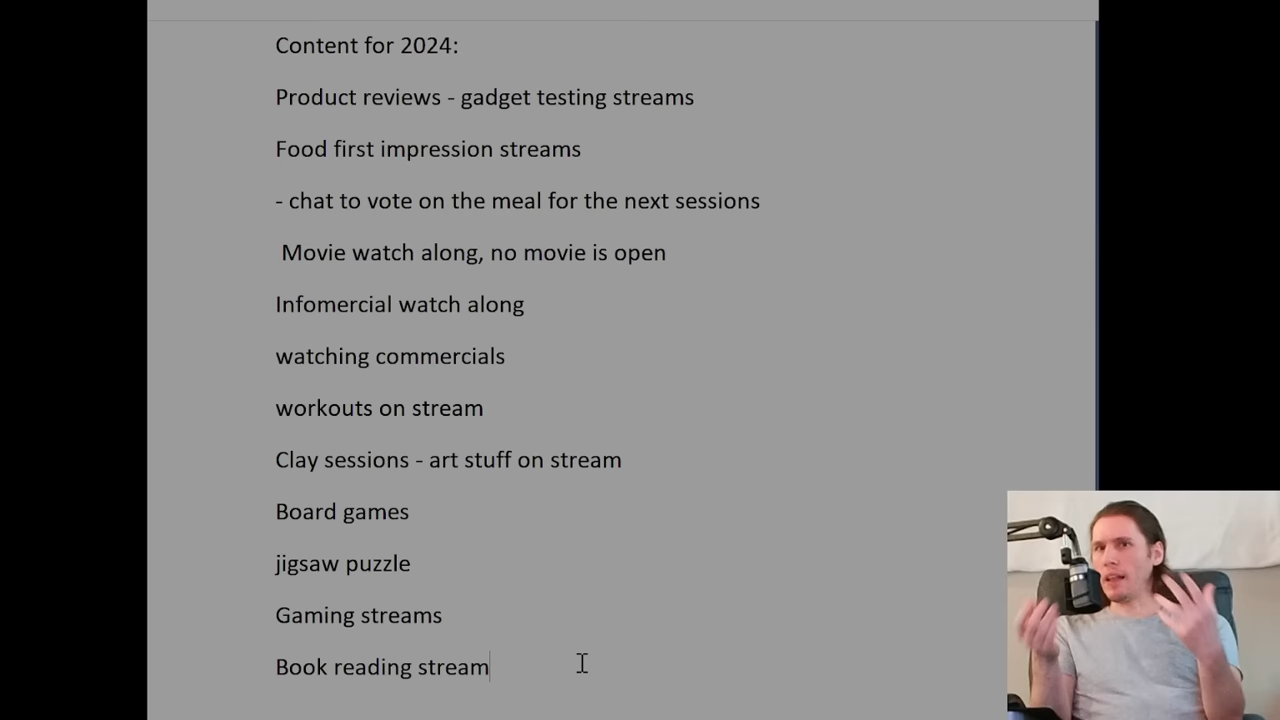 Content for 2024:
Product reviews - gadget testing streams
Food first impression streams
- chat to vote on the meal for the next sessions
Movie watch along, no movie is open
Infomercial watch along
watching commercials
workouts on stream
Clay sessions - art stuff on stream
Board games
jigsaw puzzle
Gaming streams
Book reading stream